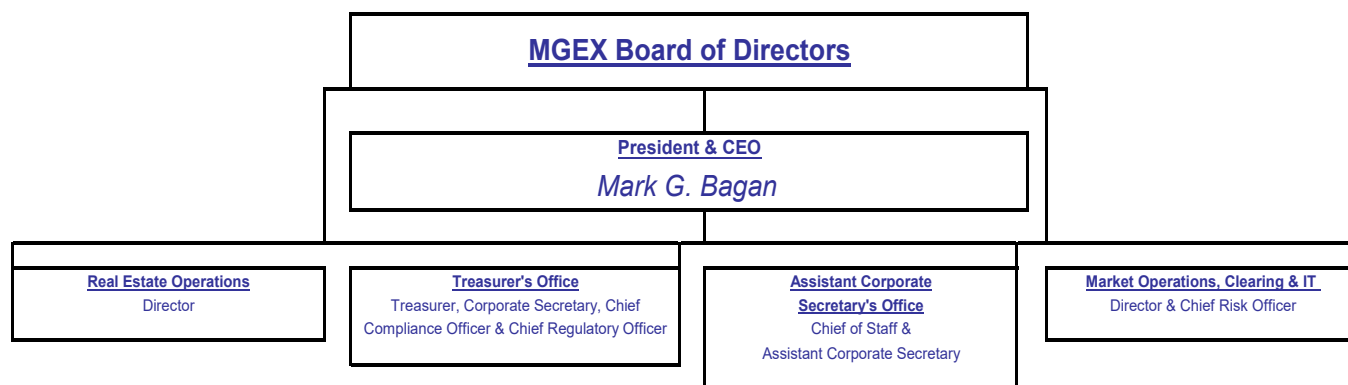 MGEX Board of Directors
President & CEO
Mark G. Bagan
Real Estate Operations
Director
Treasurer's Office
Treasurer, Corporate Secretary, Chief
Compliance Officer & Chief Regulatory Officer
Assistant Corporate
Secretary's Office
Chief of Staff &
Assistant Corporate Secretary
Market Operations, Clearing & IT
Director & Chief Risk Officer